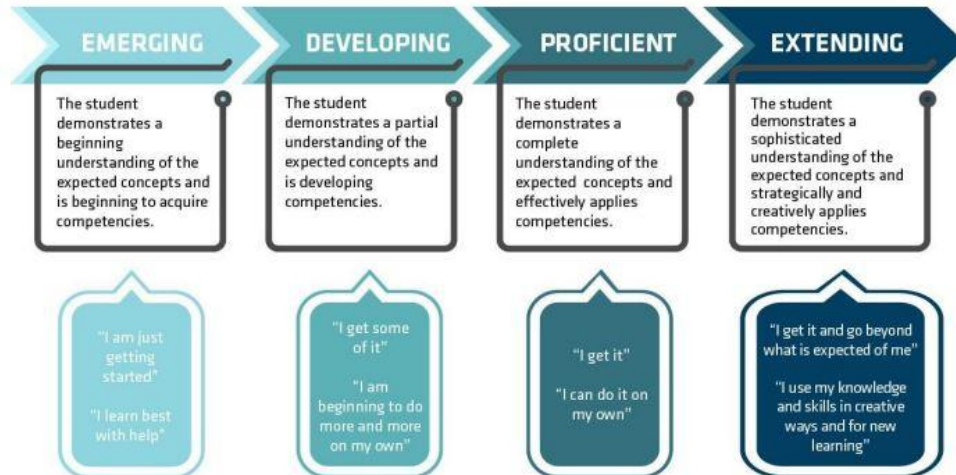 EMERGING
DEVELOPING
PROFICIENT
EXTENDING
The student
demonstrates a
beginning
understanding of the
expected concepts and
is beginning to acquire
competencies.
The student
demonstrates a partial
understanding of the
expected concepts and
is developing
competencies.
The student
demonstrates a
complete
understanding of the
expected concepts and
effectively applies
competencies.
The student
demonstrates a
sophisticated
understanding of the
expected concepts and
strategically and
creatively applies
competencies.
"I am just
getting
started"
"I learn best
with help"
"I get some
of it"
"I am
beginning to do
more and more
on my own"
"I get it"
"I can do it on
my own"
"I get it and go beyond
what is expected of me"
"I use my knowledge
and skills in creative
ways and for new
learning"